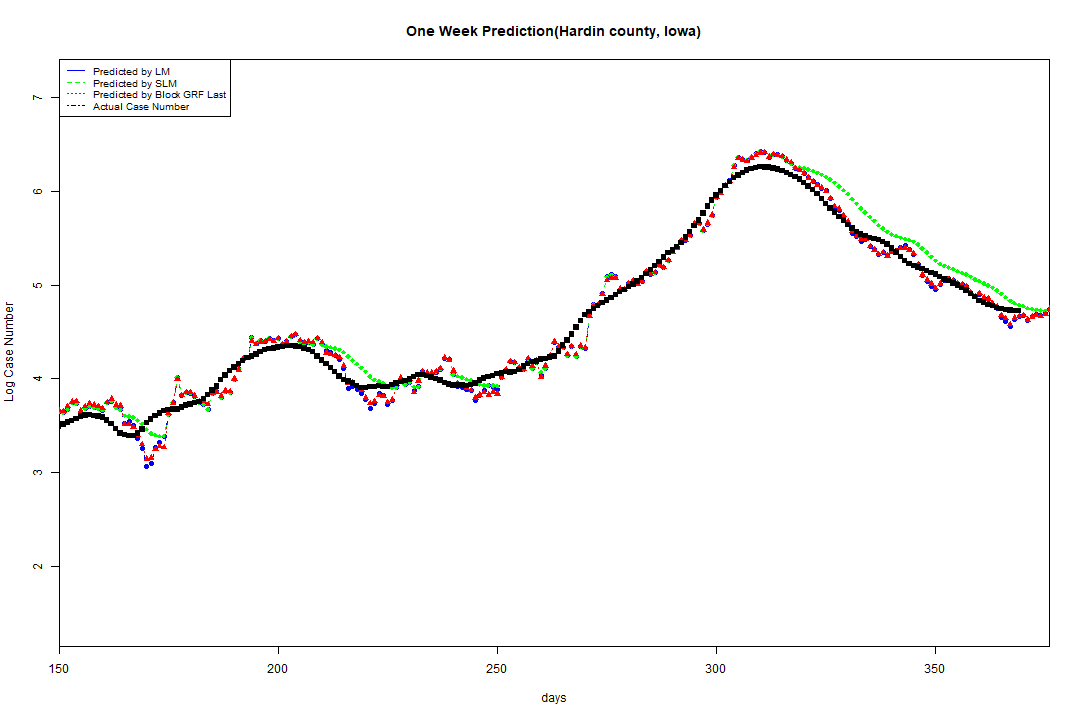 One Week Prediction(Hardin county, Iowa)
Predicted by LM
Predicted by SLM
Predicted by Block GRF Last
Actual Case Number
7
6
5
4
3
2
Log Case Number
150 200 250 300 350
days